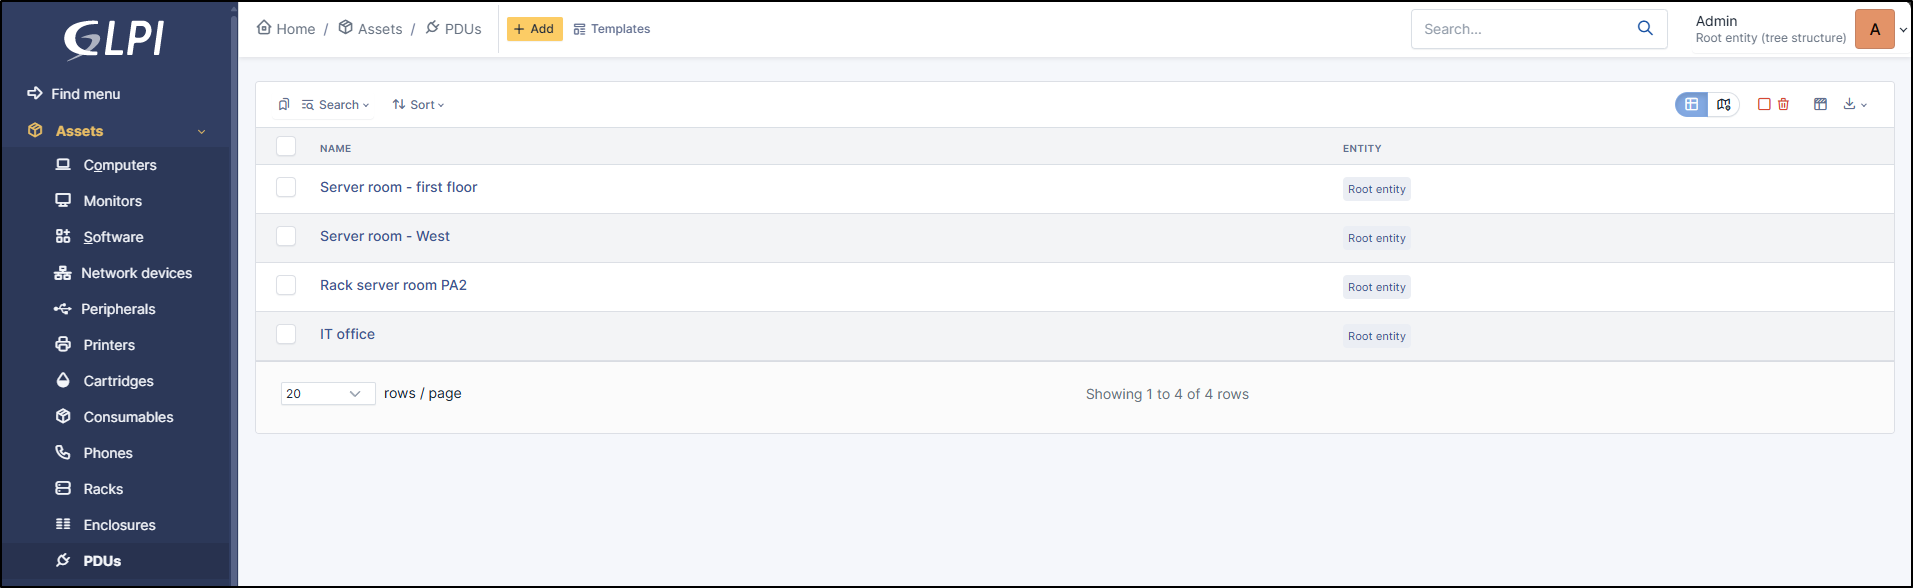 GLPI
Find menu
Assets
Computers
Monitors
Software
Network devices
Peripherals
Printers
Cartridges
Consumables
Phones
Racks
Enclosures
PDUs
Home / Assets / PDUs + Add Templates
Search...
Admin
Root entity (tree structure)
A
Search Sort
NAME ENTITY
Server room - first floor Root entity
Server room - West Root entity
Rack server room PA2 Root entity
IT office Root entity
20 rows / page Showing 1 to 4 of 4 rows